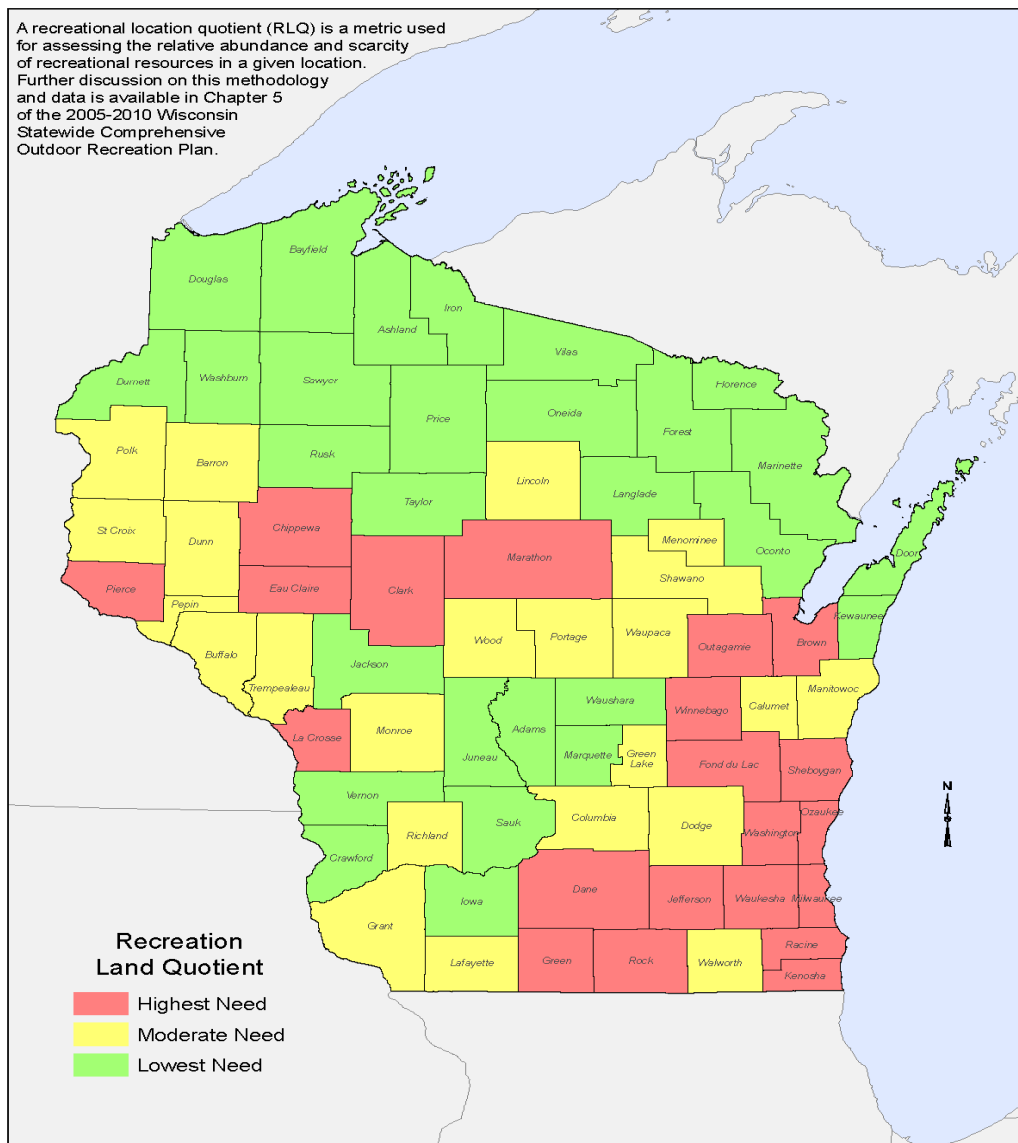 A recreational location quotient (RLQ) is a metric used
for assessing the relative abundance and scarcity
of recreational resources in a given location.
Further discussion on this methodology
and data is available in Chapter 5
of the 2005-2010 Wisconsin
Statewide Comprehensive
Outdoor Recreation Plan.
Bayfield
Douglas
Iron
Ashland
Vilas
Burnett
Washburn
Sawyer
Florence
Price
Oneida
Forest
Polk
Barron
Rusk
Marinette
Lincoln
Langlade
Taylor
St Croix
Dunn
Chippewa
Menominee
Oconto
Door
Marathon
Shawano
Pierce
Eau Claire
Clark
Pepin
Kewaunee
Wood
Portage
Waupaca
Outagamie
Brown
Buffalo
Jackson
Trempealeau
Manitowoc
Waushara
Calumet
Winnebago
Adams
Monroe
La Crosse
Juneau
Marquette
Green
Lake
Fond du Lac
Sheboygan
N
Vernon
Sauk
Columbia
Dodge
Ozaukee
Washington
Richland
Crawford
Dane
Jefferson
Waukesha
Milwaukee
Iowa
Grant
Lafayette
Green
Rock
Walworth
Racine
Kenosha
Recreation
Land Quotient
Highest Need
Moderate Need
Lowest Need